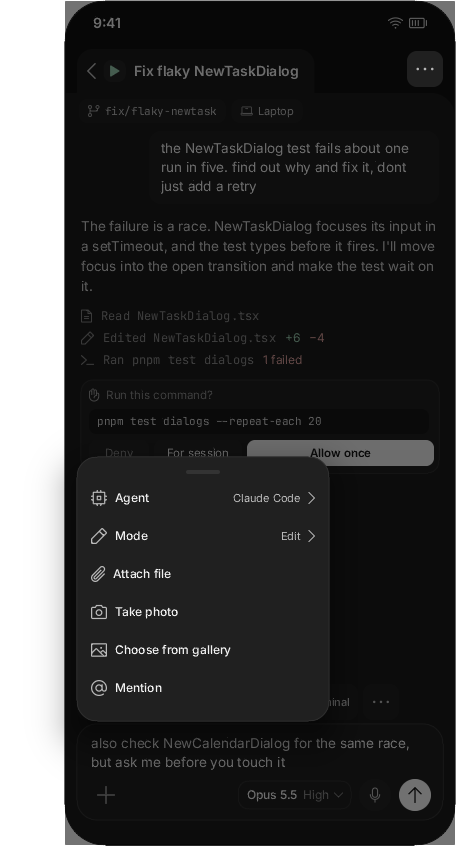 9:41
Fix flaky NewTaskDialog
fix/flaky-newtask
Laptop
the NewTaskDialog test fails about one
run in five. find out why and fix it, dont
just add a retry
The failure is a race. NewTaskDialog focuses its input in
a setTimeout, and the test types before it fires. I'll move
focus into the open transition and make the test wait on
it.
Read NewTaskDialog.tsx
Edited NewTaskDialog.tsx +6 −4
Ran pnpm test dialogs 1 failed
Run this command?
pnpm test dialogs --repeat-each 20
Deny For session Allow once
Agent Claude Code
Mode Edit
Attach file
Take photo
Choose from gallery
Mention
also check NewCalendarDialog for the same race,
but ask me before you touch it
Opus 5.5 High